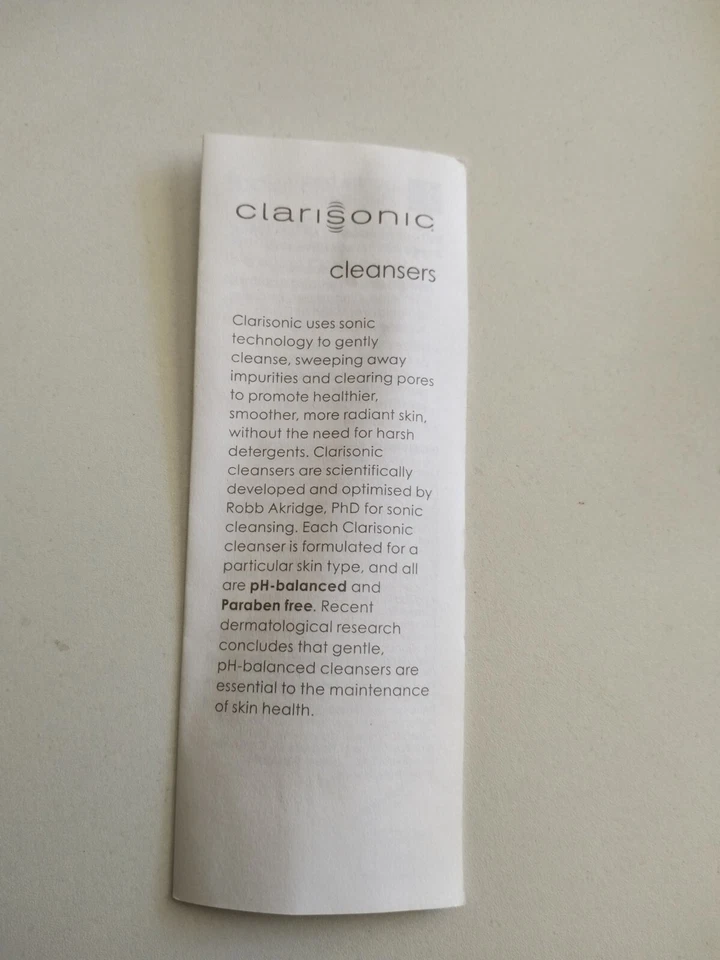 clarisonic
cleansers
Clarisonic uses sonic
technology to gently
cleanse, sweeping away
impurities and clearing pores
to promote healthier,
smoother, more radiant skin,
without the need for harsh
detergents. Clarisonic
cleansers are scientifically
developed and optimised by
Robb Akridge, PhD for sonic
cleansing. Each Clarisonic
cleanser is formulated for a
particular skin type, and all
are pH-balanced and
Paraben free. Recent
dermatological research
concludes that gentle,
pH-balanced cleansers are
essential to the maintenance
of skin health.